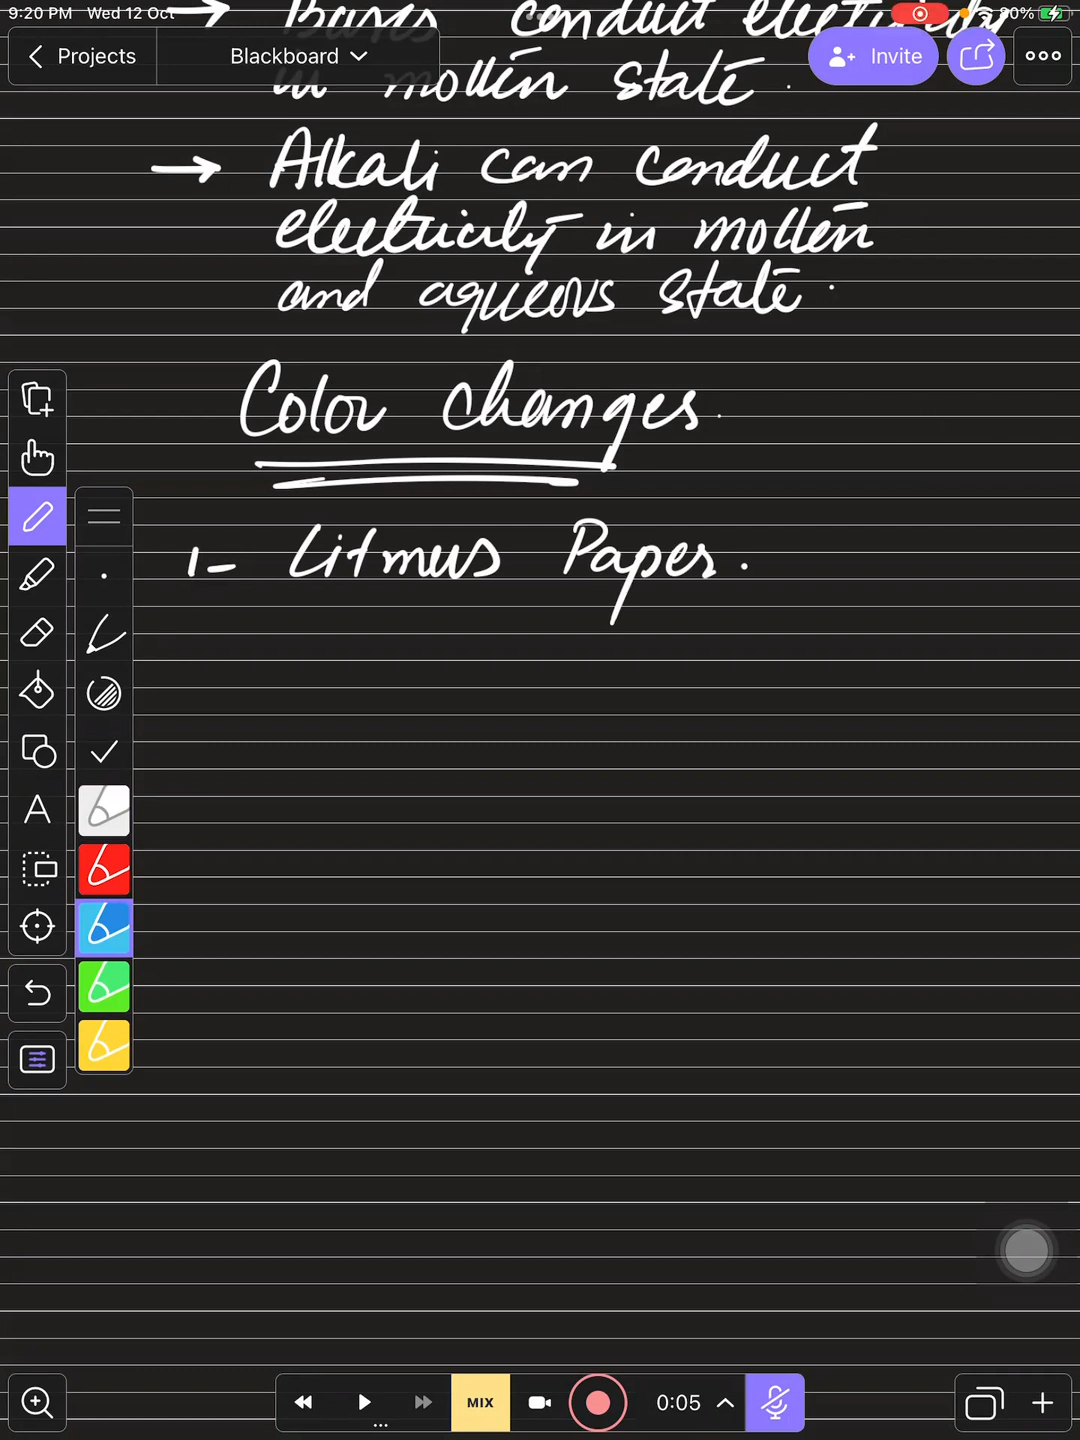 9:20 PM Wed 12 Oct
80%
→ Bases conduct electricity
Projects
Blackboard
Invite
in molten state.
→ Alkali can conduct
electricity in molten
and aqueous state.
Color changes.
1- Litmus Paper.
A
MIX
0:05